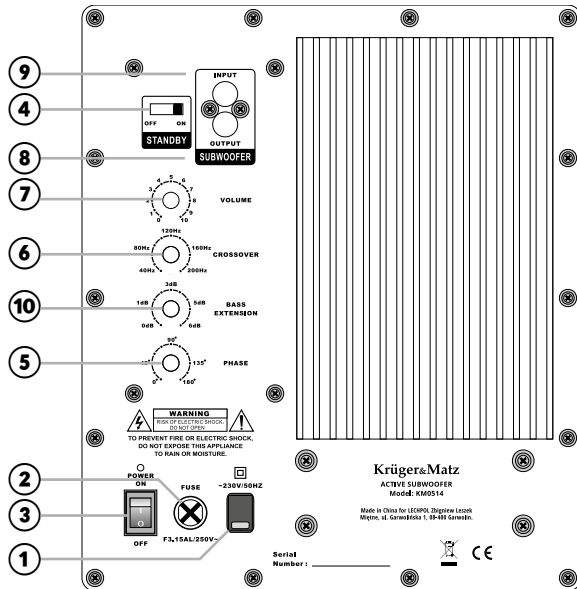 9
INPUT
4
OFF ON
STANDBY
OUTPUT
8
SUBWOOFER
7
0 1 2 3 4 5 6 7 8 9 10
VOLUME
6
40Hz 80Hz 120Hz 160Hz 200Hz
CROSSOVER
10
0dB 1dB 3dB 5dB 6dB
BASS
EXTENSION
5
0° 90° 135° 180°
PHASE
WARNING
RISK OF ELECTRIC SHOCK.
DO NOT OPEN
TO PREVENT FIRE OR ELECTRIC SHOCK,
DO NOT EXPOSE THIS APPLIANCE
TO RAIN OR MOISTURE.
2
POWER
ON
FUSE
~230V/50HZ
3
I
O
OFF
F3.15AL/250V~
1
Krüger&Matz
ACTIVE SUBWOOFER
Model: KM0514
Made in China for LECHPOL Zbigniew Leszek
Miętne, ul. Garwolińska 1, 08-400 Garwolin.
Serial
Number:
CE